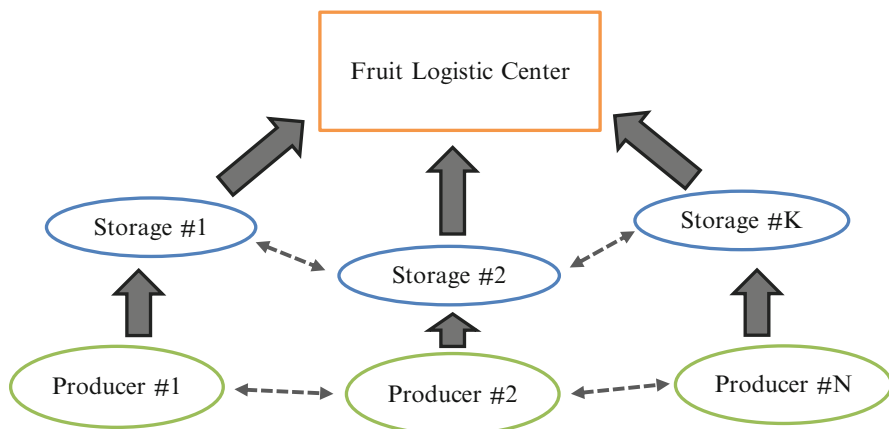 Fruit Logistic Center
Storage #1
Storage #2
Storage #K
Producer #1
Producer #2
Producer #N